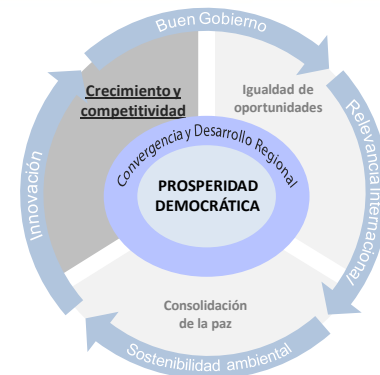 Buen Gobierno
Crecimiento y
competitividad
Igualdad de
oportunidades
Relevancia Internacional
Innovación
Convergencia y Desarrollo Regional
PROSPERIDAD
DEMOCRÁTICA
Consolidación
de la paz
Sostenibilidad ambiental